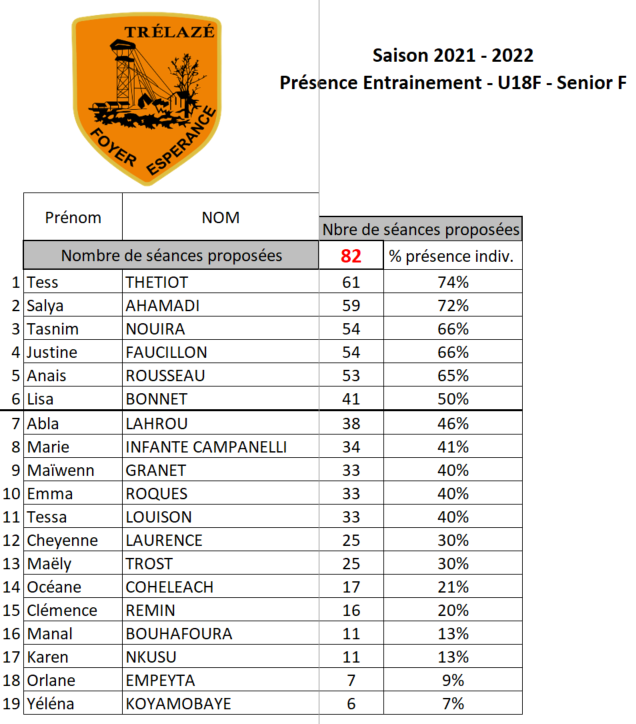 TRÉLAZÉ
FOYER ESPERANCE
Saison 2021 - 2022
Présence Entrainement - U18F - Senior F
Prénom NOM Nbre de séances proposées
Nombre de séances proposées 82 % présence indiv.
1 Tess THETIOT 61 74%
2 Salya AHAMADI 59 72%
3 Tasnim NOUIRA 54 66%
4 Justine FAUCILLON 54 66%
5 Anais ROUSSEAU 53 65%
6 Lisa BONNET 41 50%
7 Abla LAHROU 38 46%
8 Marie INFANTE CAMPANELLI 34 41%
9 Maïwenn GRANET 33 40%
10 Emma ROQUES 33 40%
11 Tessa LOUISON 33 40%
12 Cheyenne LAURENCE 25 30%
13 Maëly TROST 25 30%
14 Océane COHELEACH 17 21%
15 Clémence REMIN 16 20%
16 Manal BOUHAFOURA 11 13%
17 Karen NKUSU 11 13%
18 Orlane EMPEYTA 7 9%
19 Yéléna KOYAMOBAYE 6 7%